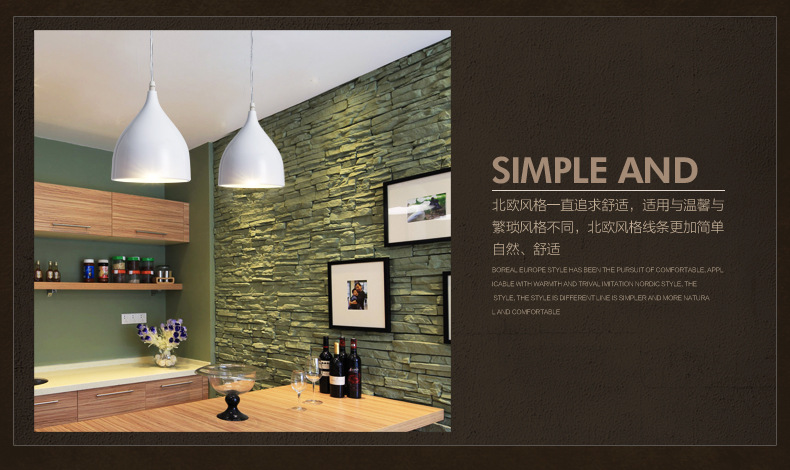 SIMPLE AND
北欧风格一直追求舒适，适用与温馨与
繁琐风格不同，北欧风格线条更加简单
自然、舒适
BOREAL EUROPE STYLE HAS BEEN THE PURSUIT OF COMFORTABLE. APPL
ICABLE WITH WARMTH AND TRIVAL IMITATION NORDIC STYLE, THE
STYLE, THE STYLE IS DIFFERENT LINE IS SIMPLER AND MORE NATURA
L AND COMFORTABLE